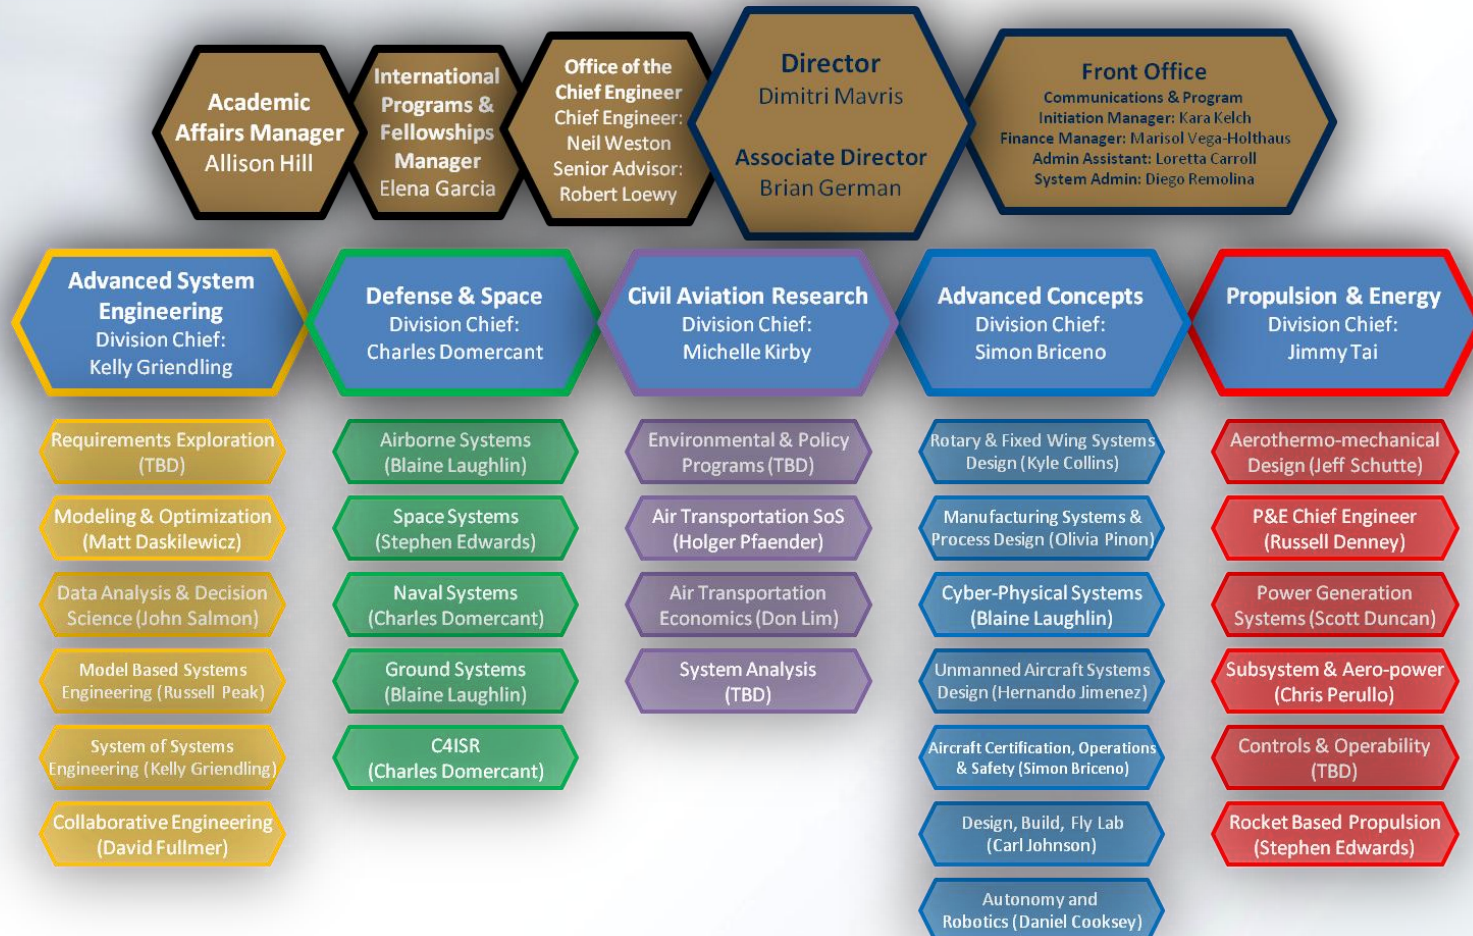 Academic
Affairs Manager
Allison Hill
International
Programs &
Fellowships
Manager
Elena Garcia
Office of the
Chief Engineer
Chief Engineer:
Neil Weston
Senior Advisor:
Robert Loewy
Director
Dimitri Mavris
Associate Director
Brian German
Front Office
Communications & Program
Initiation Manager: Kara Kelch
Finance Manager: Marisol Vega-Holthaus
Admin Assistant: Loretta Carroll
System Admin: Diego Remolina
Advanced System
Engineering
Division Chief:
Kelly Griendling
Requirements Exploration
(TBD)
Modeling & Optimization
(Matt Daskilewicz)
Data Analysis & Decision
Science (John Salmon)
Model Based Systems
Engineering (Russell Peak)
System of Systems
Engineering (Kelly Griendling)
Collaborative Engineering
(David Fullmer)
Defense & Space
Division Chief:
Charles Domercant
Airborne Systems
(Blaine Laughlin)
Space Systems
(Stephen Edwards)
Naval Systems
(Charles Domercant)
Ground Systems
(Blaine Laughlin)
C4ISR
(Charles Domercant)
Civil Aviation Research
Division Chief:
Michelle Kirby
Environmental & Policy
Programs (TBD)
Air Transportation SoS
(Holger Pfaender)
Air Transportation
Economics (Don Lim)
System Analysis
(TBD)
Advanced Concepts
Division Chief:
Simon Briceno
Rotary & Fixed Wing Systems
Design (Kyle Collins)
Manufacturing Systems &
Process Design (Olivia Pinon)
Cyber-Physical Systems
(Blaine Laughlin)
Unmanned Aircraft Systems
Design (Hernando Jimenez)
Aircraft Certification, Operations
& Safety (Simon Briceno)
Design, Build, Fly Lab
(Carl Johnson)
Autonomy and
Robotics (Daniel Cooksey)
Propulsion & Energy
Division Chief:
Jimmy Tai
Aerothermo-mechanical
Design (Jeff Schutte)
P&E Chief Engineer
(Russell Denney)
Power Generation
Systems (Scott Duncan)
Subsystem & Aero-power
(Chris Perullo)
Controls & Operability
(TBD)
Rocket Based Propulsion
(Stephen Edwards)